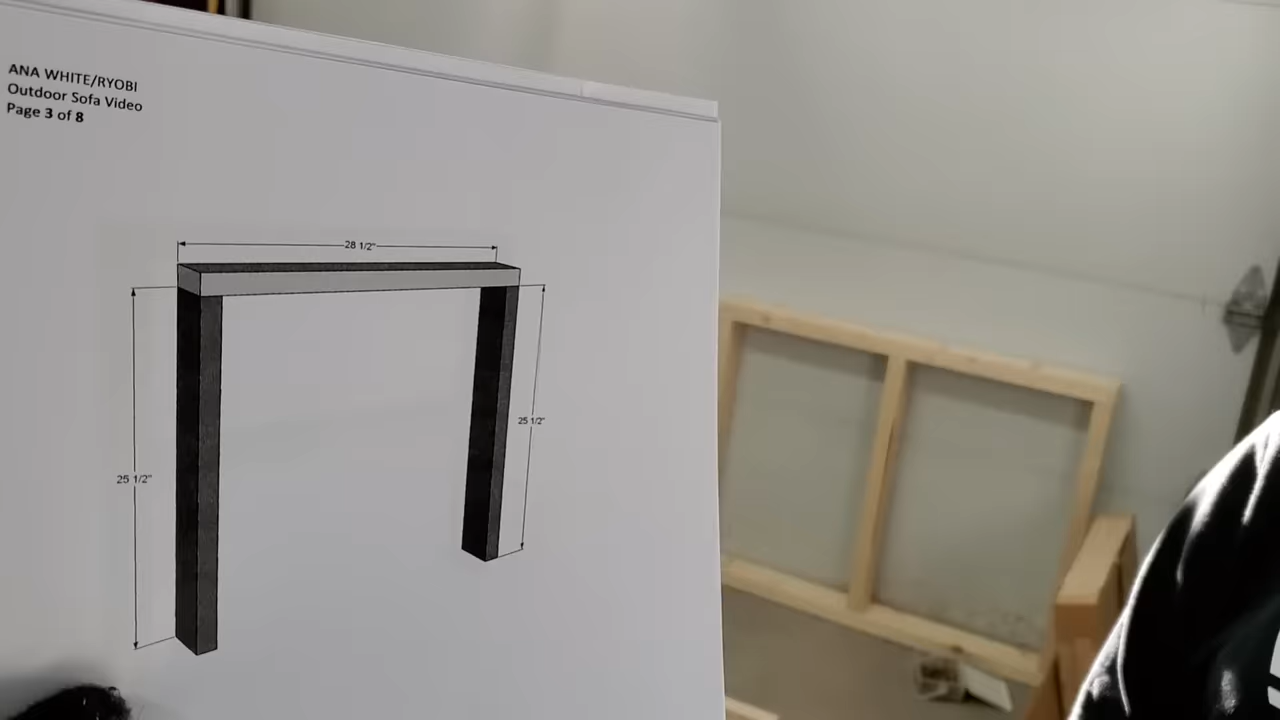 ANA WHITE/RYOBI
Outdoor Sofa Video
Page 3 of 8
28 1/2"
25 1/2"
25 1/2"